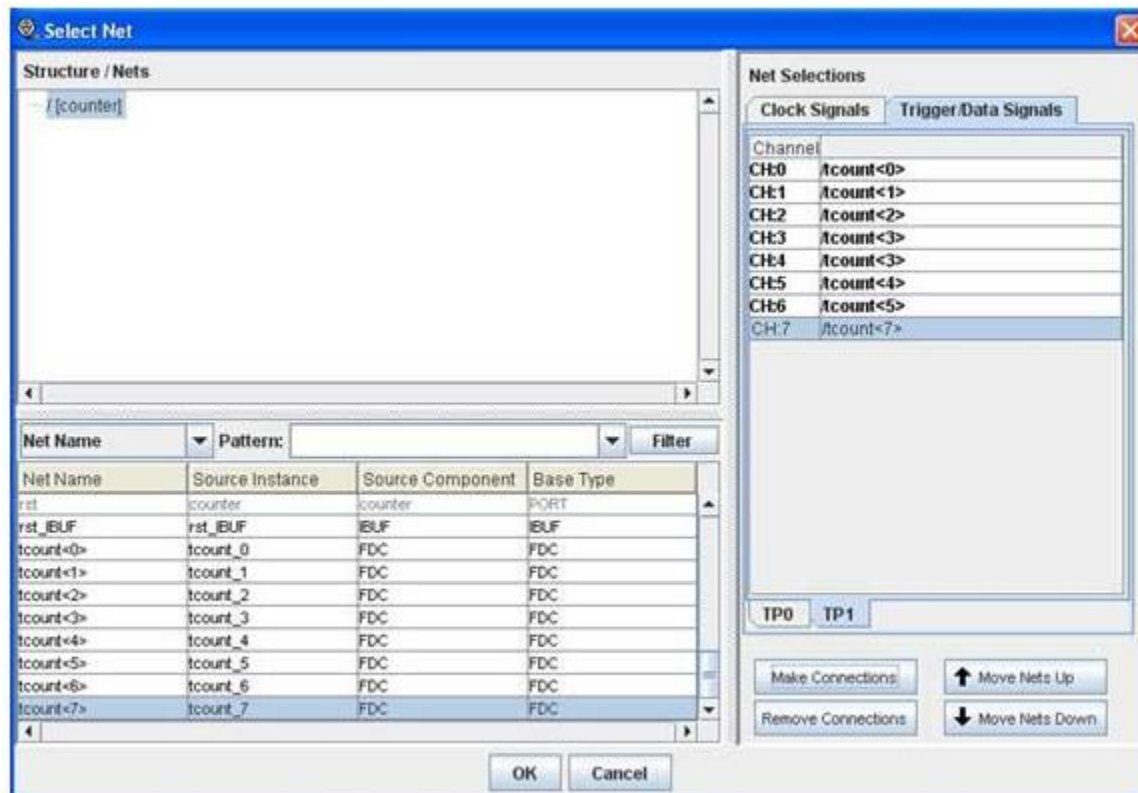 Select Net
Structure / Nets
/ [counter]
Net Name Pattern: Filter
Net Name Source Instance Source Component Base Type
rst counter counter PORT
rst_IBUF rst_IBUF IBUF IBUF
tcount<0> tcount_0 FDC FDC
tcount<1> tcount_1 FDC FDC
tcount<2> tcount_2 FDC FDC
tcount<3> tcount_3 FDC FDC
tcount<4> tcount_4 FDC FDC
tcount<5> tcount_5 FDC FDC
tcount<6> tcount_6 FDC FDC
tcount<7> tcount_7 FDC FDC
Net Selections
Clock Signals Trigger/Data Signals
Channel
CH:0 /tcount<0>
CH:1 /tcount<1>
CH:2 /tcount<2>
CH:3 /tcount<3>
CH:4 /tcount<3>
CH:5 /tcount<4>
CH:6 /tcount<5>
CH:7 /tcount<7>
TP0 TP1
Make Connections Move Nets Up
Remove Connections Move Nets Down
OK Cancel